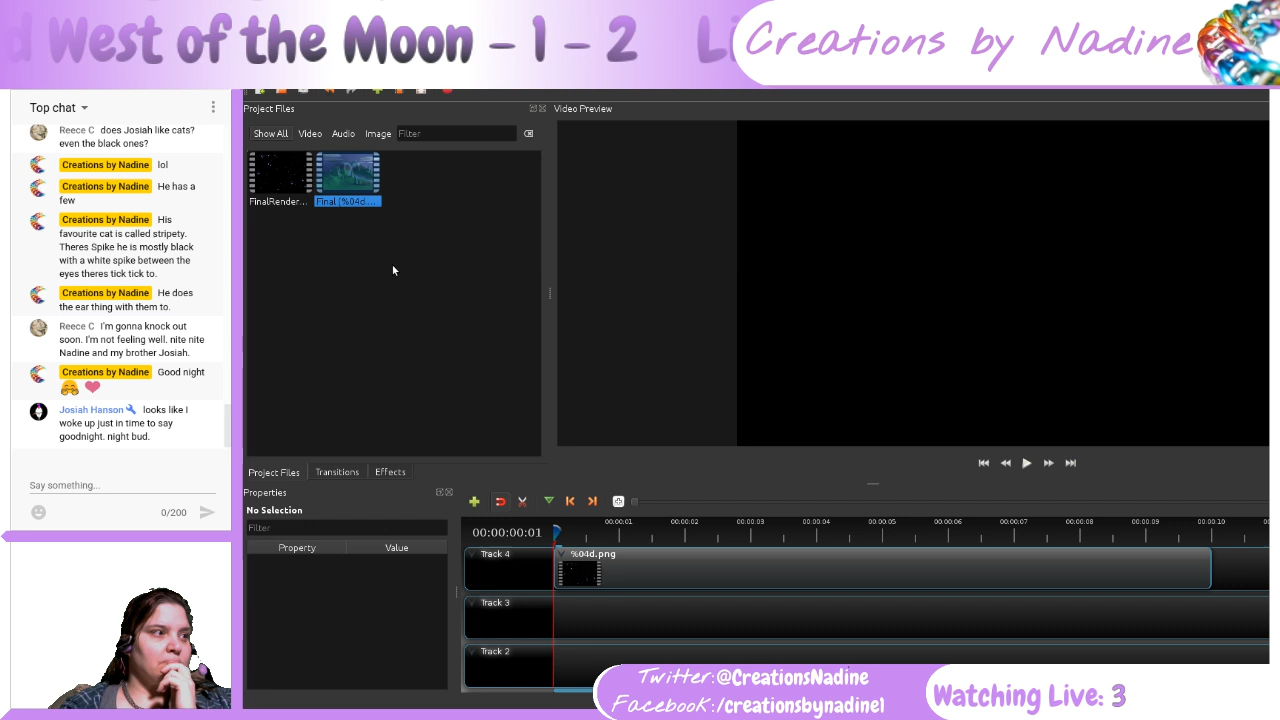 d West of the Moon - 1 - 2 Li
Creations by Nadine
Top chat
Reece C does Josiah like cats?
even the black ones?
Creations by Nadine lol
Creations by Nadine He has a
few
Creations by Nadine His
favourite cat is called stripety.
Theres Spike he is mostly black
with a white spike between the
eyes theres tick tick to.
Creations by Nadine He does
the ear thing with them to.
Reece C I'm gonna knock out
soon. I'm not feeling well. nite nite
Nadine and my brother Josiah.
Creations by Nadine Good night
Josiah Hanson looks like I
woke up just in time to say
goodnight. night bud.
Say something...
0/200
Project Files
Video Preview
Show All Video Audio Image Filter
FinalRender... Final (%04d....
Project Files Transitions Effects
Properties
No Selection
Filter
Property Value
00:00:00:01
00:00:01 00:00:02 00:00:03 00:00:04 00:00:05 00:00:06 00:00:07 00:00:08 00:00:09 00:00:10
Track 4 %04d.png
Track 3
Track 2
Twitter:@CreationsNadine
Facebook:/creationsbynadine1
Watching Live: 3